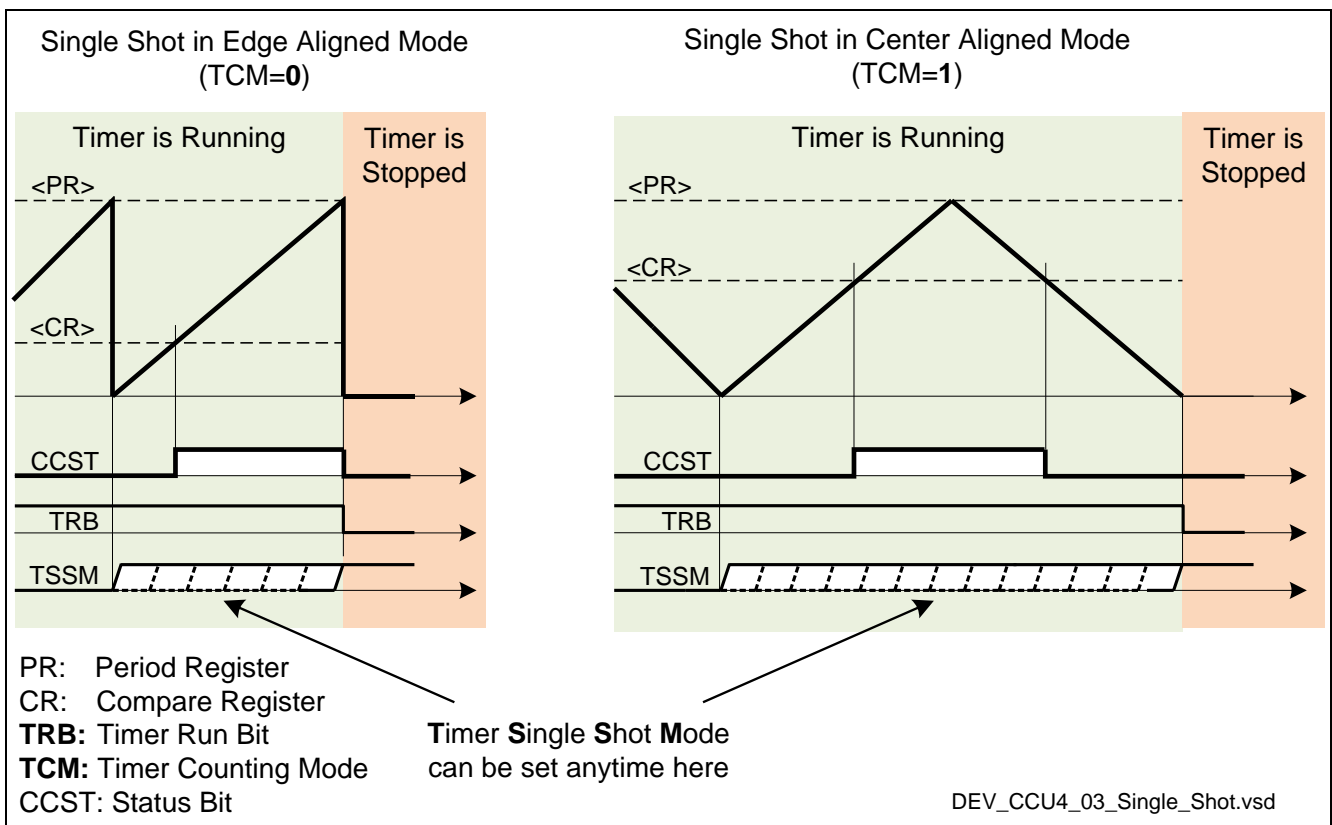 Single Shot in Edge Aligned Mode
(TCM=0)
Timer is Running
Timer is
Stopped
<PR>
<CR>
CCST
TRB
TSSM
Single Shot in Center Aligned Mode
(TCM=1)
Timer is Running
Timer is
Stopped
<PR>
<CR>
CCST
TRB
TSSM
PR: Period Register
CR: Compare Register
TRB: Timer Run Bit
TCM: Timer Counting Mode
CCST: Status Bit
Timer Single Shot Mode
can be set anytime here
DEV_CCU4_03_Single_Shot.vsd